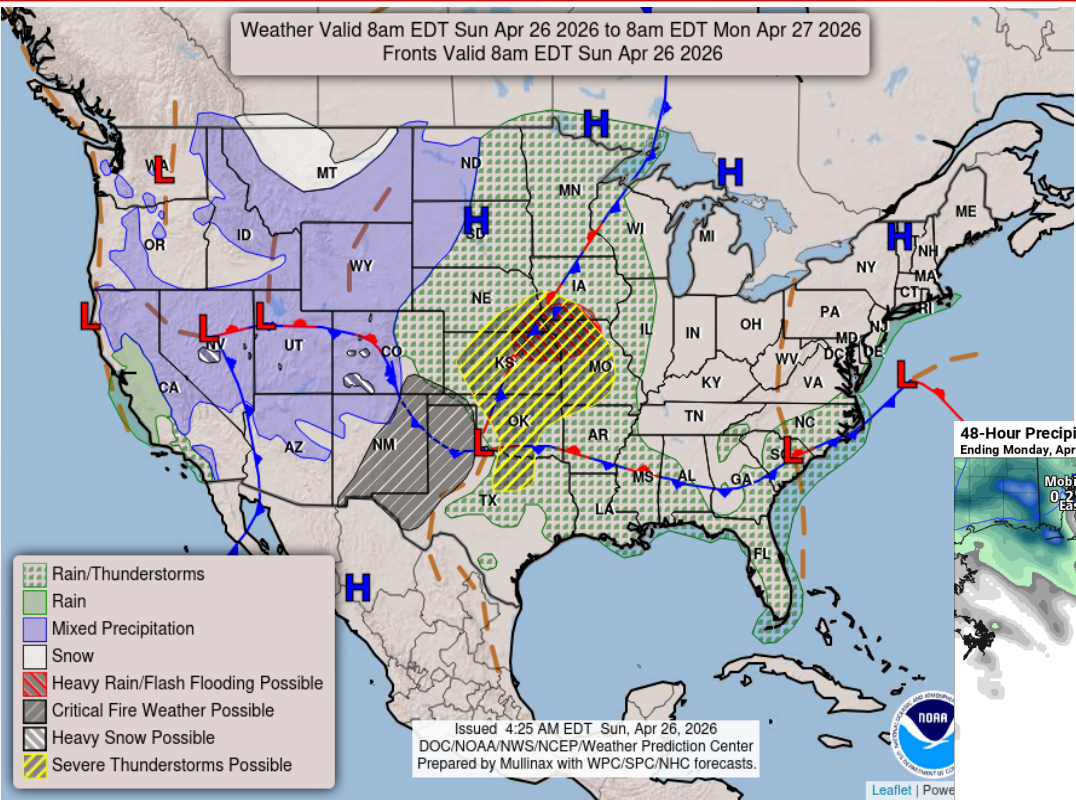 Weather Valid 8am EDT Sun Apr 26 2026 to 8am EDT Mon Apr 27 2026
Fronts Valid 8am EDT Sun Apr 26 2026
H
H
WA
L
MT
ND
MN
ME
OR
ID
H
SD
WI
MI
H
NH
NY
MA
WY
CT
RI
NE
IA
L
L
L
NV
UT
CO
IL
IN
OH
PA
NJ
MD
DC
DE
WV
VA
L
CA
KS
MO
KY
AZ
NM
OK
L
AR
TN
NC
SC
L
TX
LA
MS
AL
GA
FL
H
48-Hour Precipi
Ending Monday, Apr
Mobi
0.2
Eas
Rain/Thunderstorms
Rain
Mixed Precipitation
Snow
Heavy Rain/Flash Flooding Possible
Critical Fire Weather Possible
Heavy Snow Possible
Severe Thunderstorms Possible
Issued 4:25 AM EDT Sun, Apr 26, 2026
DOC/NOAA/NWS/NCEP/Weather Prediction Center
Prepared by Mullinax with WPC/SPC/NHC forecasts.
NOAA
Leaflet | Powe